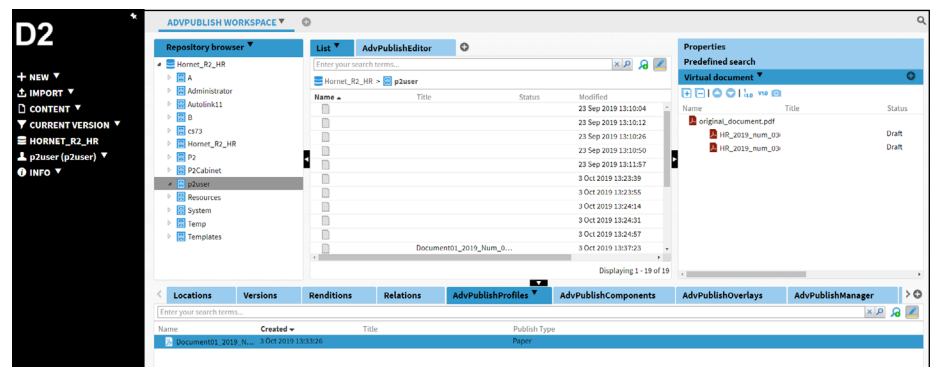 D2
+ NEW ▼
IMPORT ▼
CONTENT ▼
CURRENT VERSION ▼
HORNET_R2_HR
p2user (p2user) ▼
INFO ▼
ADVPUBLISH WORKSPACE ▼
Repository browser ▼
Hornet_R2_HR
A
Administrator
Autolink11
B
cs73
Hornet_R2_HR
P2
P2Cabinet
p2user
Resources
System
Temp
Templates
List ▼ AdvPublishEditor
Enter your search terms...
Hornet_R2_HR > p2user
Name Title Status Modified
23 Sep 2019 13:10:04
23 Sep 2019 13:10:12
23 Sep 2019 13:10:26
23 Sep 2019 13:10:50
23 Sep 2019 13:11:57
3 Oct 2019 13:23:39
3 Oct 2019 13:23:55
3 Oct 2019 13:24:14
3 Oct 2019 13:24:31
3 Oct 2019 13:24:57
Document01_2019_Num_0... 3 Oct 2019 13:37:23
Displaying 1 - 19 of 19
Properties
Predefined search
Virtual document ▼
Name Title Status
original_document.pdf
HR_2019_num_03 Draft
HR_2019_num_03 Draft
Locations Versions Renditions Relations AdvPublishProfiles ▼ AdvPublishComponents AdvPublishOverlays AdvPublishManager
Enter your search terms...
Name Created Title Publish Type
Document01_2019_N... 3 Oct 2019 13:33:26 Paper